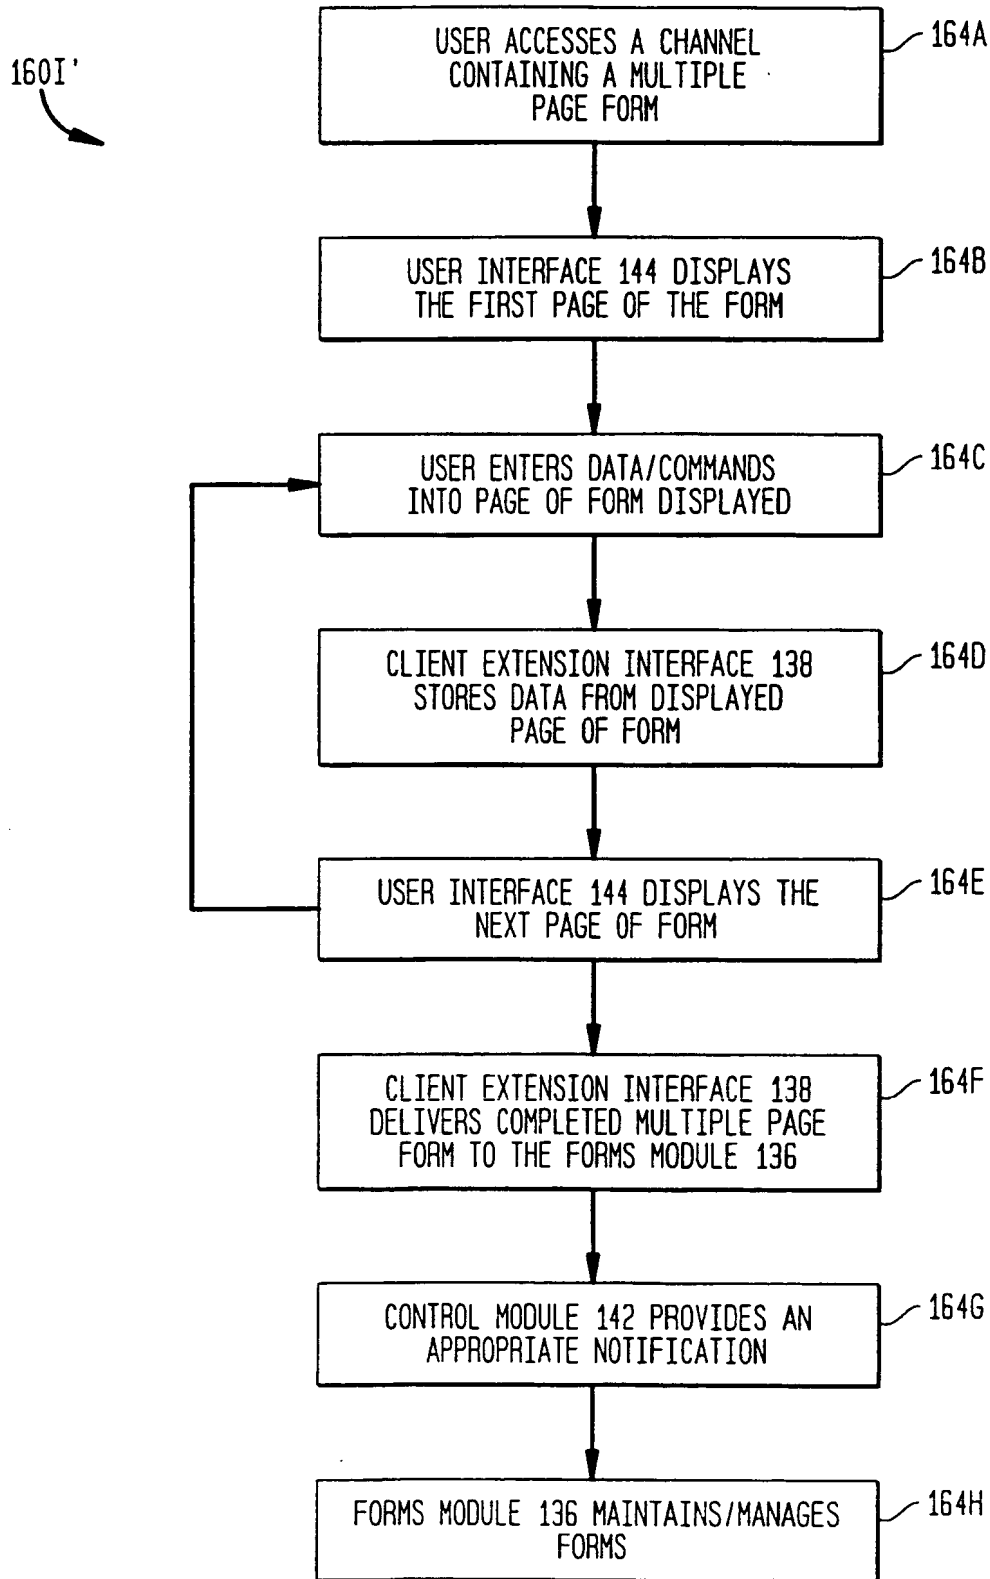 160I'
USER ACCESSES A CHANNEL
CONTAINING A MULTIPLE
PAGE FORM
164A
USER INTERFACE 144 DISPLAYS
THE FIRST PAGE OF THE FORM
164B
USER ENTERS DATA/COMMANDS
INTO PAGE OF FORM DISPLAYED
164C
CLIENT EXTENSION INTERFACE 138
STORES DATA FROM DISPLAYED
PAGE OF FORM
164D
USER INTERFACE 144 DISPLAYS THE
NEXT PAGE OF FORM
164E
CLIENT EXTENSION INTERFACE 138
DELIVERS COMPLETED MULTIPLE PAGE
FORM TO THE FORMS MODULE 136
164F
CONTROL MODULE 142 PROVIDES AN
APPROPRIATE NOTIFICATION
164G
FORMS MODULE 136 MAINTAINS/MANAGES
FORMS
164H